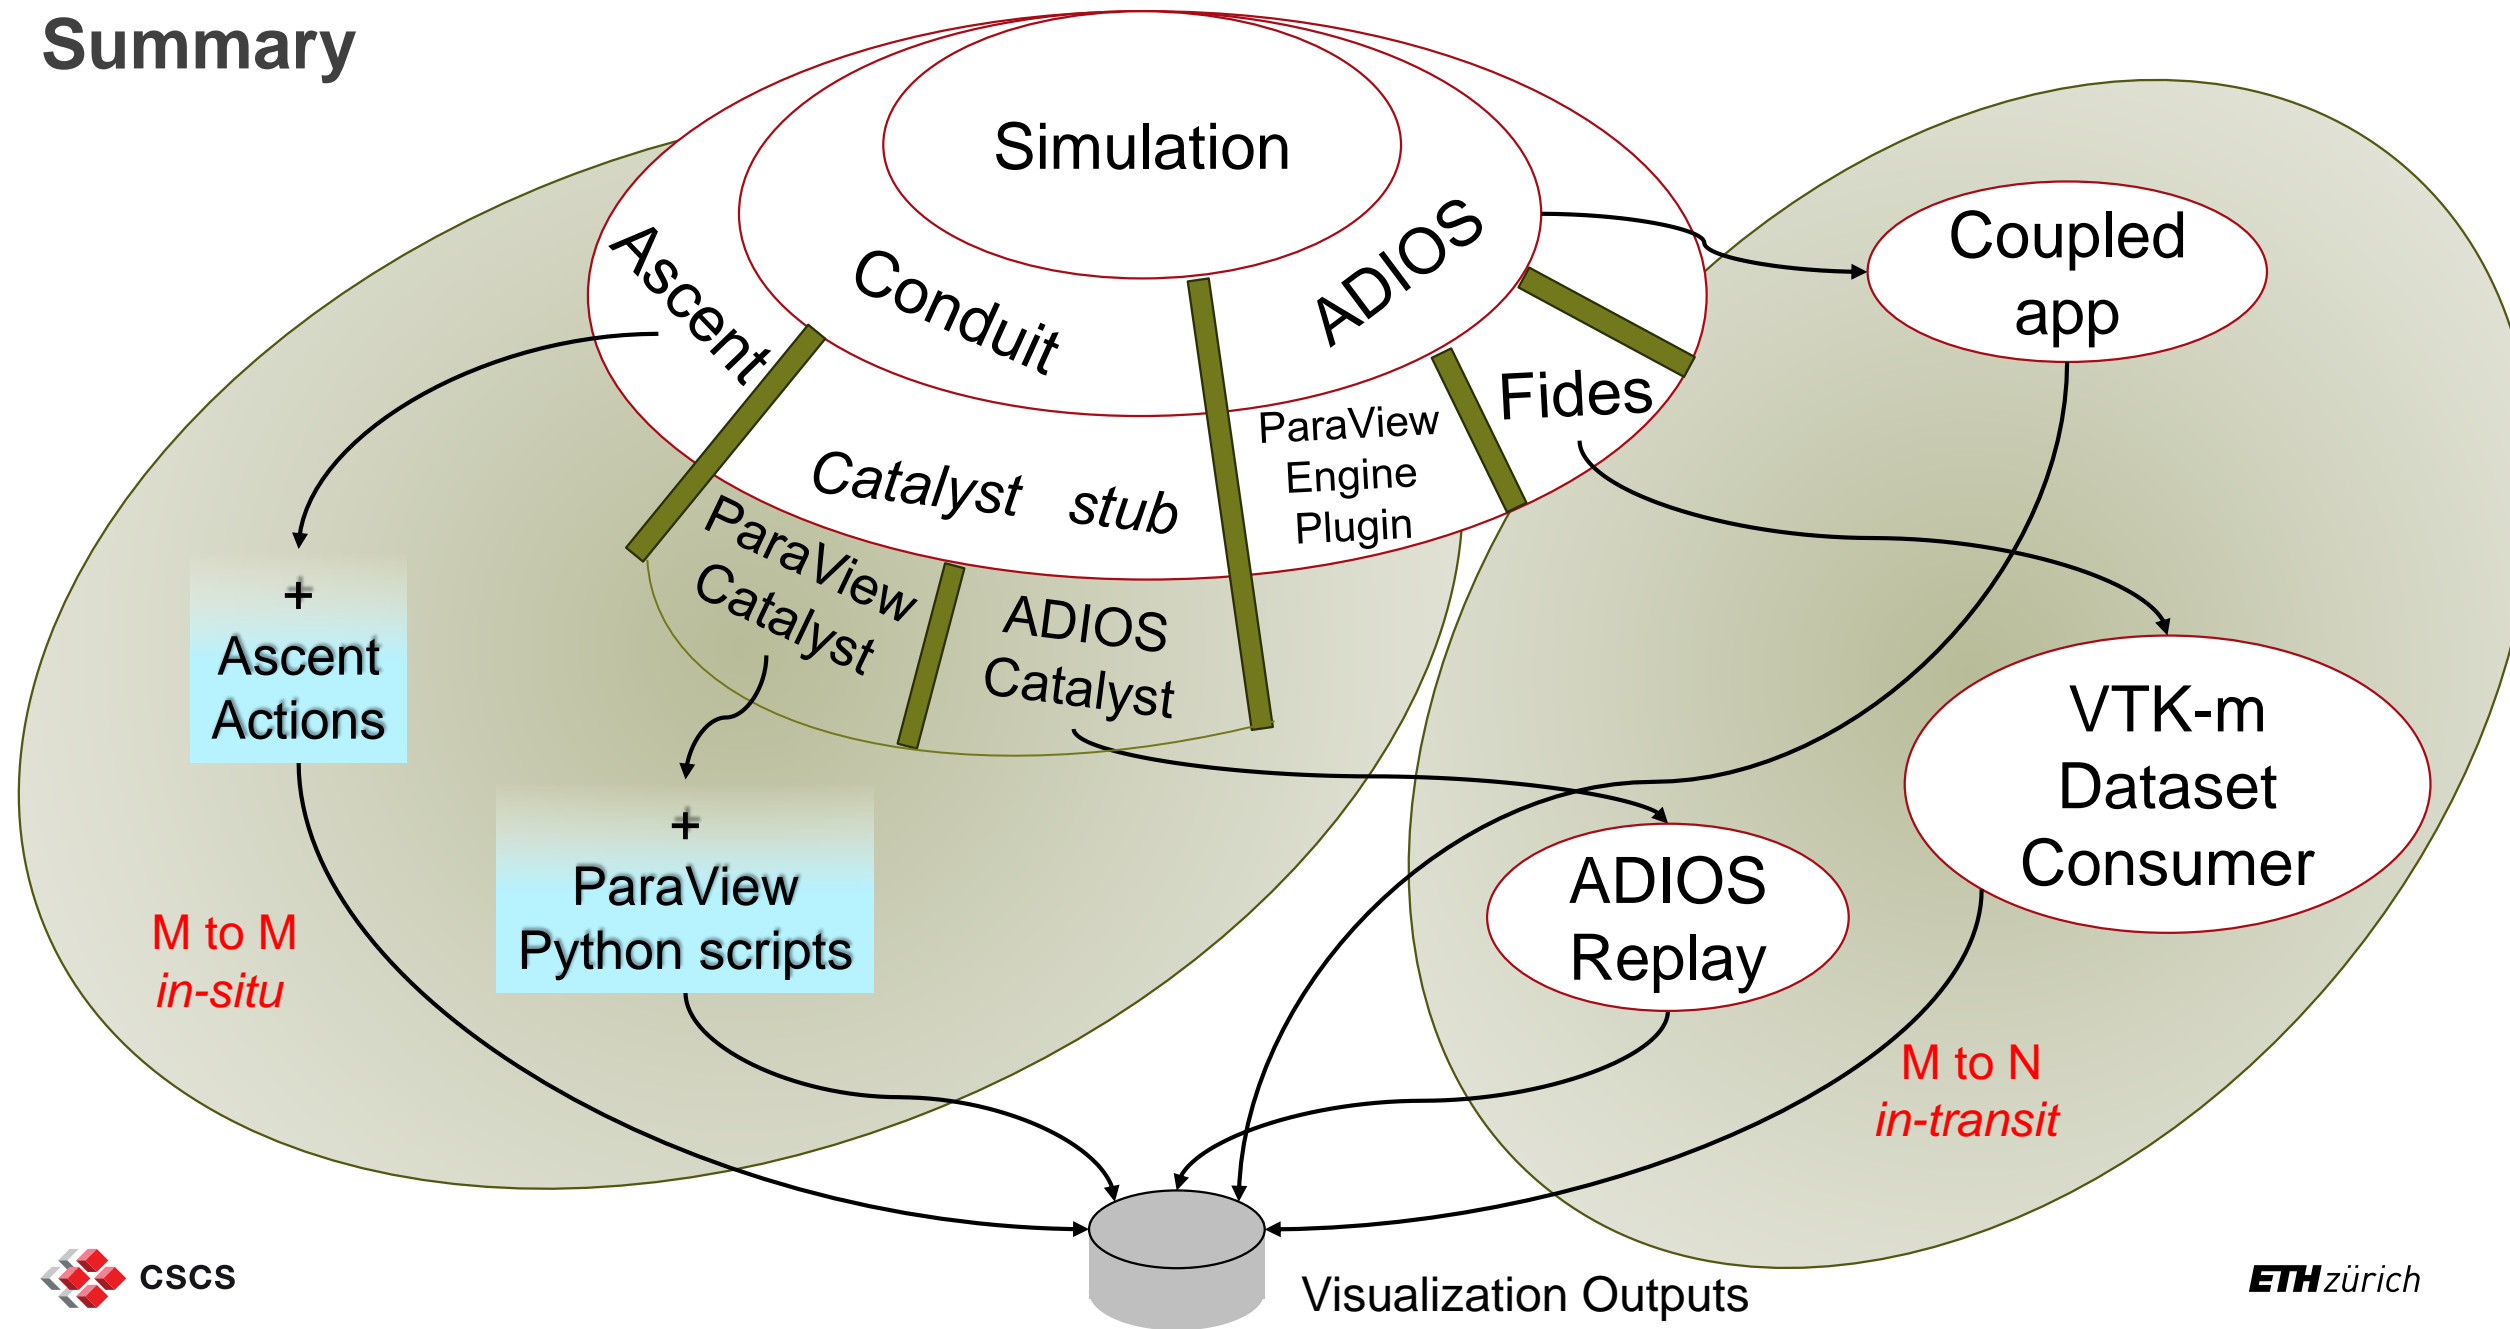 Summary
Simulation
Ascent
Conduit
ADIOS
Coupled
app
Catalyst stub
ParaView
Engine
Plugin
Fides
ParaView
Catalyst
ADIOS
Catalyst
+
Ascent
Actions
+
ParaView
Python scripts
VTK-m
Dataset
Consumer
ADIOS
Replay
M to M
in-situ
M to N
in-transit
Visualization Outputs
cscs
ETH zürich